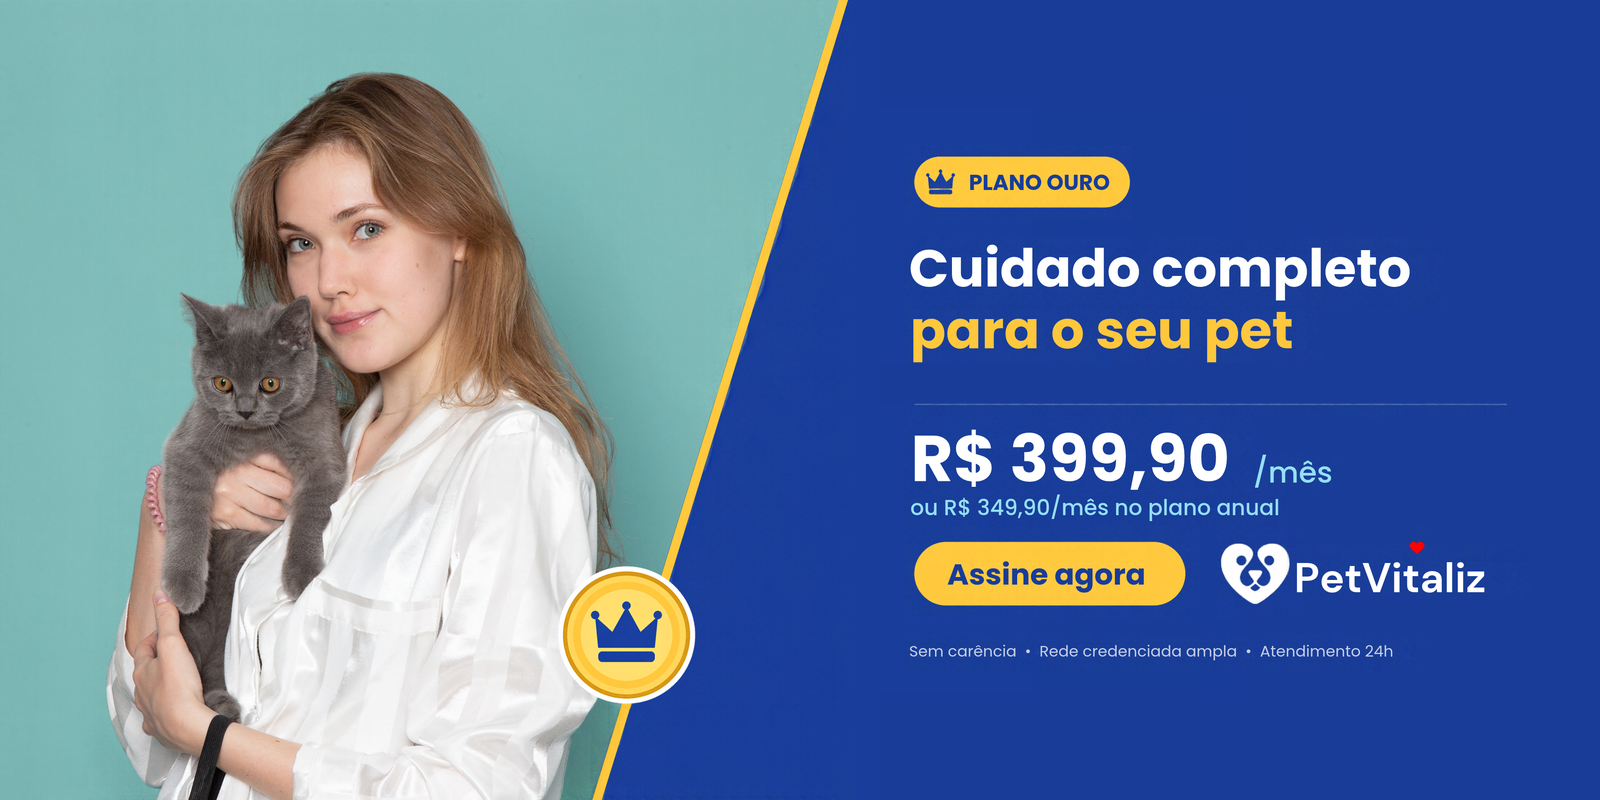 PLANO OURO
Cuidado completo
para o seu pet
R$ 399,90 /mês
ou R$ 349,90/mês no plano anual
Assine agora
PetVitaliz
Sem carência • Rede credenciada ampla • Atendimento 24h